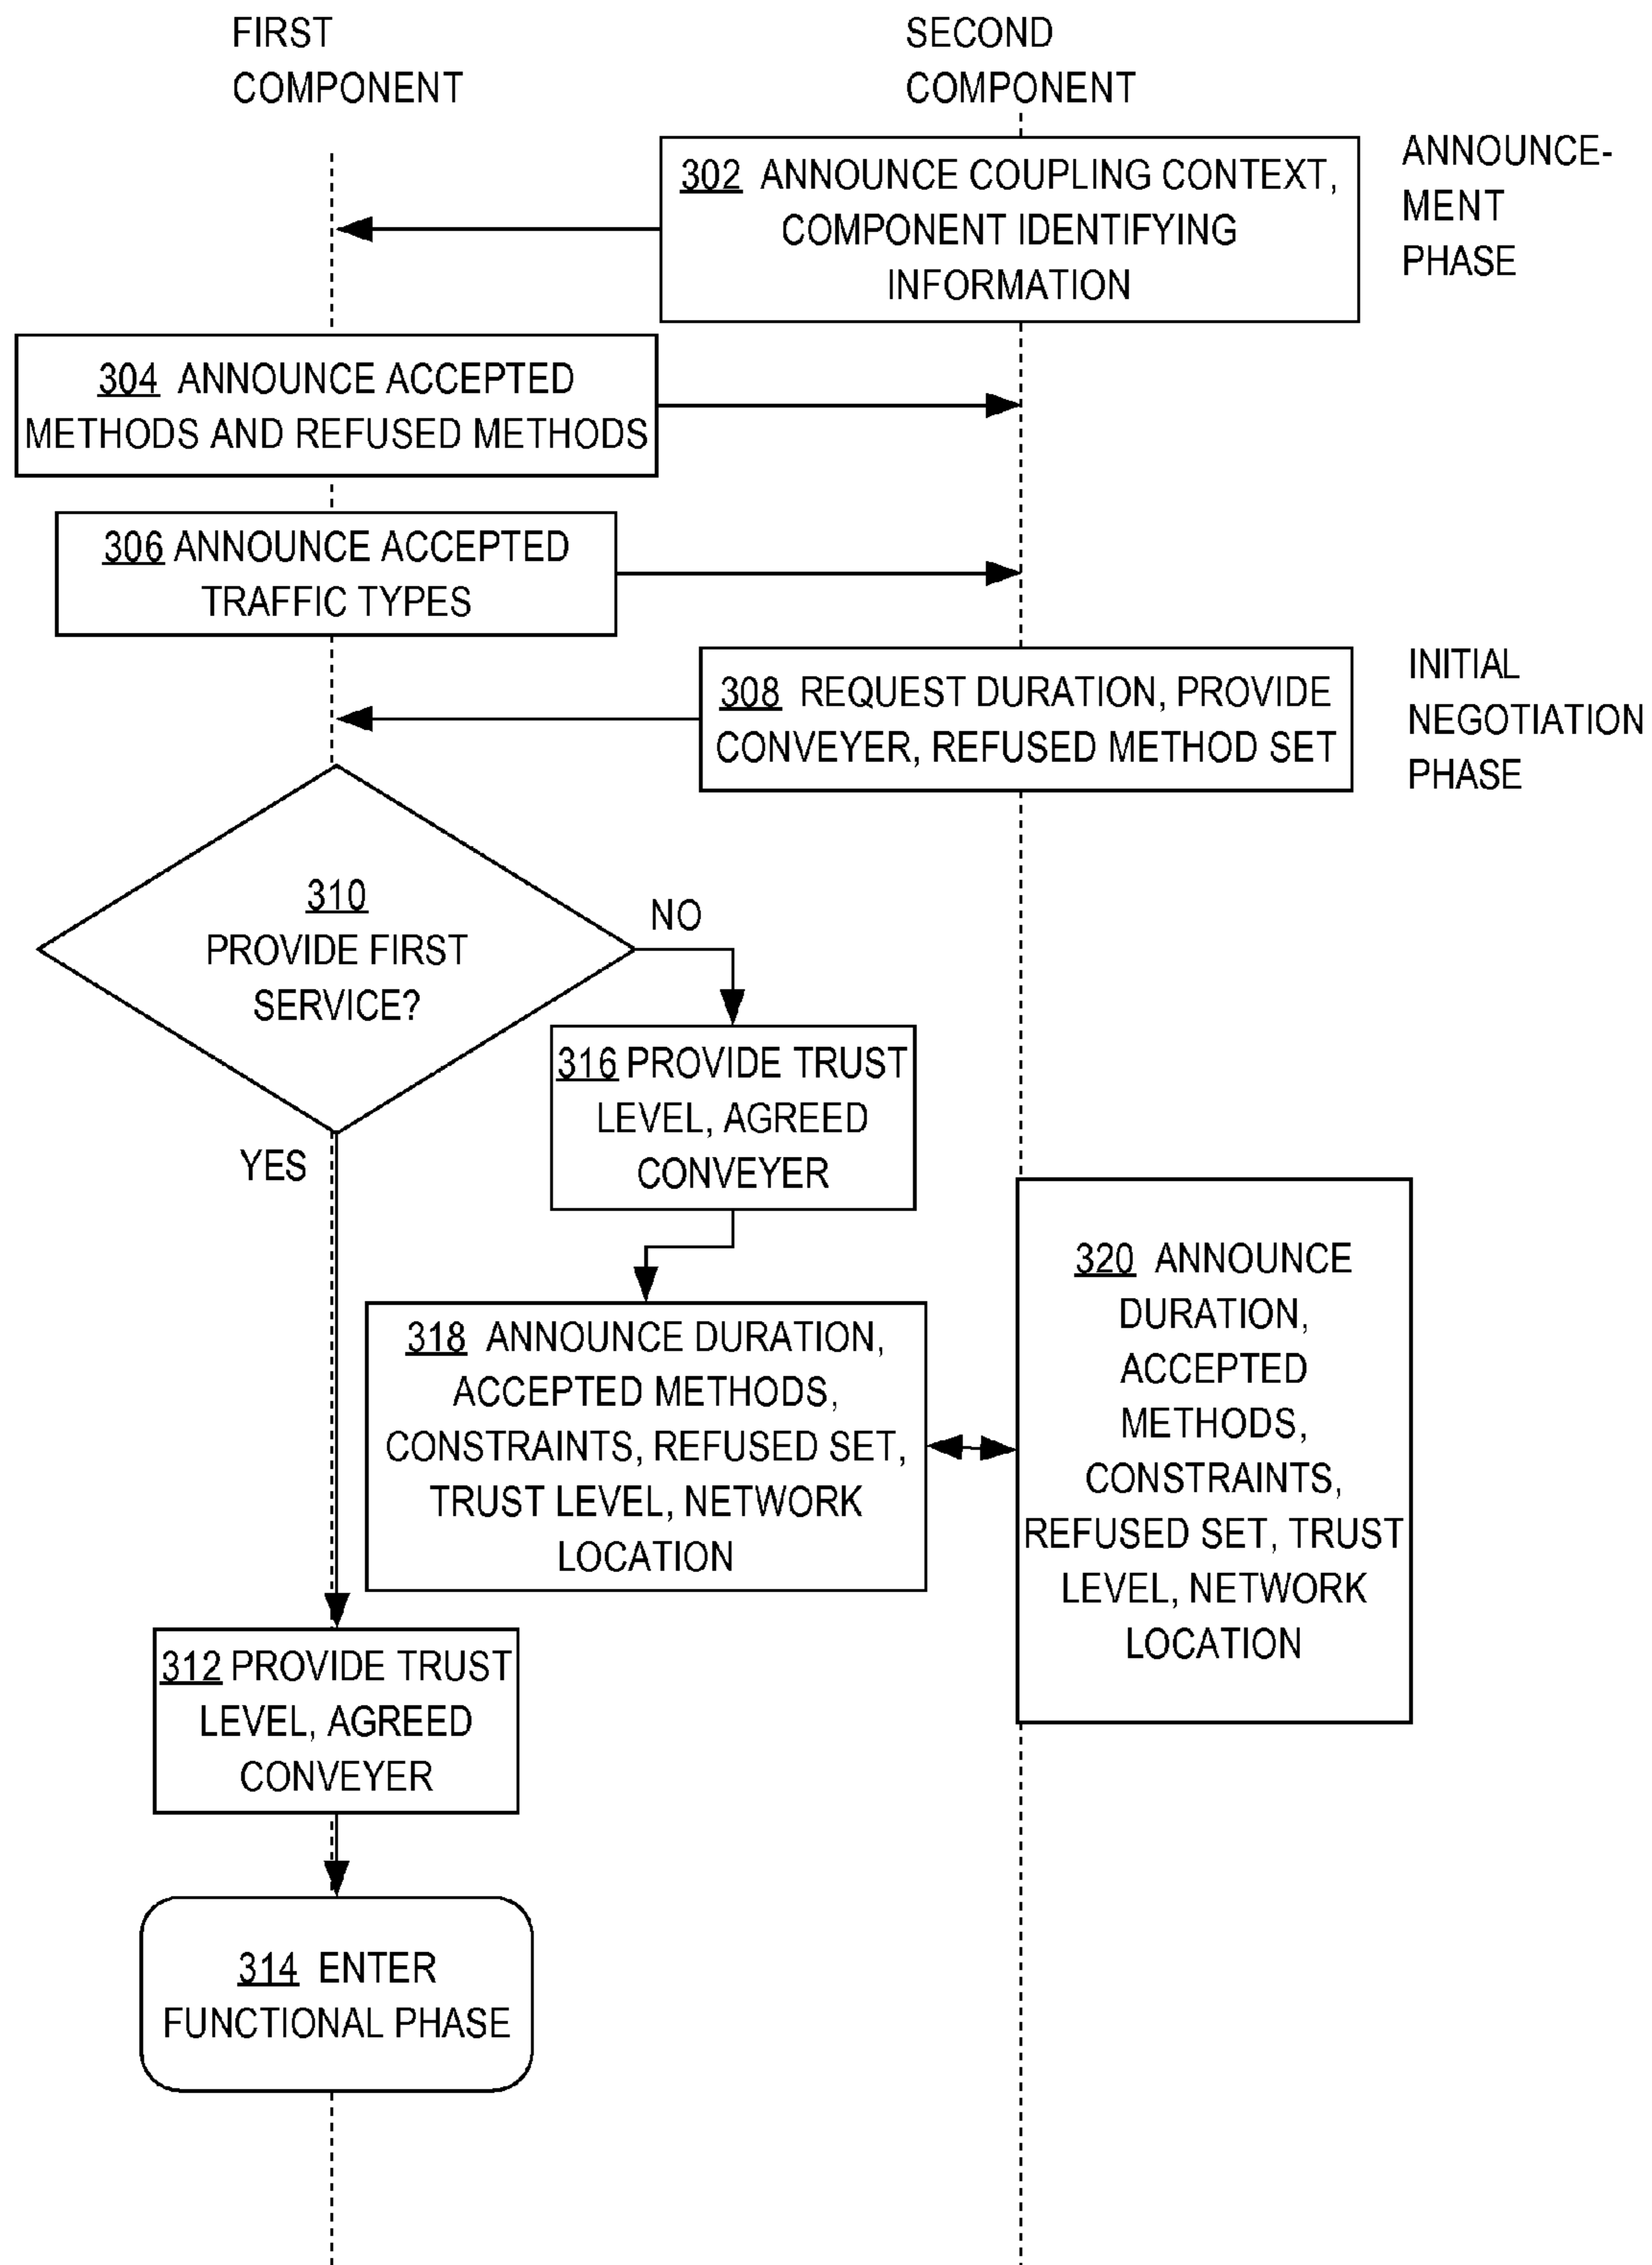 FIRST
COMPONENT
SECOND
COMPONENT
302 ANNOUNCE COUPLING CONTEXT,
COMPONENT IDENTIFYING
INFORMATION
ANNOUNCE-
MENT
PHASE
304 ANNOUNCE ACCEPTED
METHODS AND REFUSED METHODS
306 ANNOUNCE ACCEPTED
TRAFFIC TYPES
308 REQUEST DURATION, PROVIDE
CONVEYER, REFUSED METHOD SET
INITIAL
NEGOTIATION
PHASE
310
PROVIDE FIRST
SERVICE?
NO
YES
316 PROVIDE TRUST
LEVEL, AGREED
CONVEYER
318 ANNOUNCE DURATION,
ACCEPTED METHODS,
CONSTRAINTS, REFUSED SET,
TRUST LEVEL, NETWORK
LOCATION
320 ANNOUNCE
DURATION,
ACCEPTED
METHODS,
CONSTRAINTS,
REFUSED SET, TRUST
LEVEL, NETWORK
LOCATION
312 PROVIDE TRUST
LEVEL, AGREED
CONVEYER
314 ENTER
FUNCTIONAL PHASE